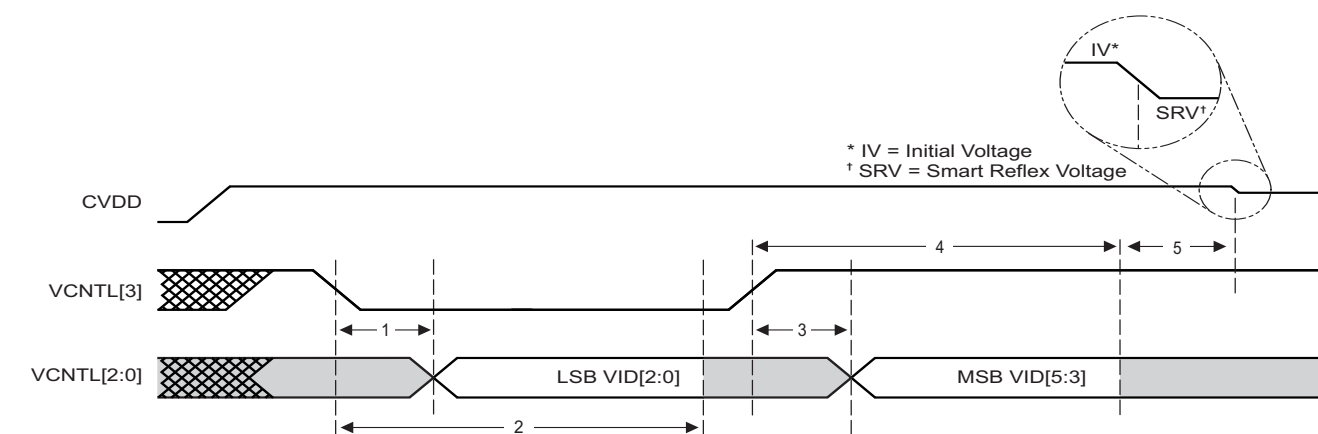 IV*
SRV†
* IV = Initial Voltage
† SRV = Smart Reflex Voltage
CVDD
4
5
VCNTL[3]
1
3
VCNTL[2:0]
LSB VID[2:0]
MSB VID[5:3]
2